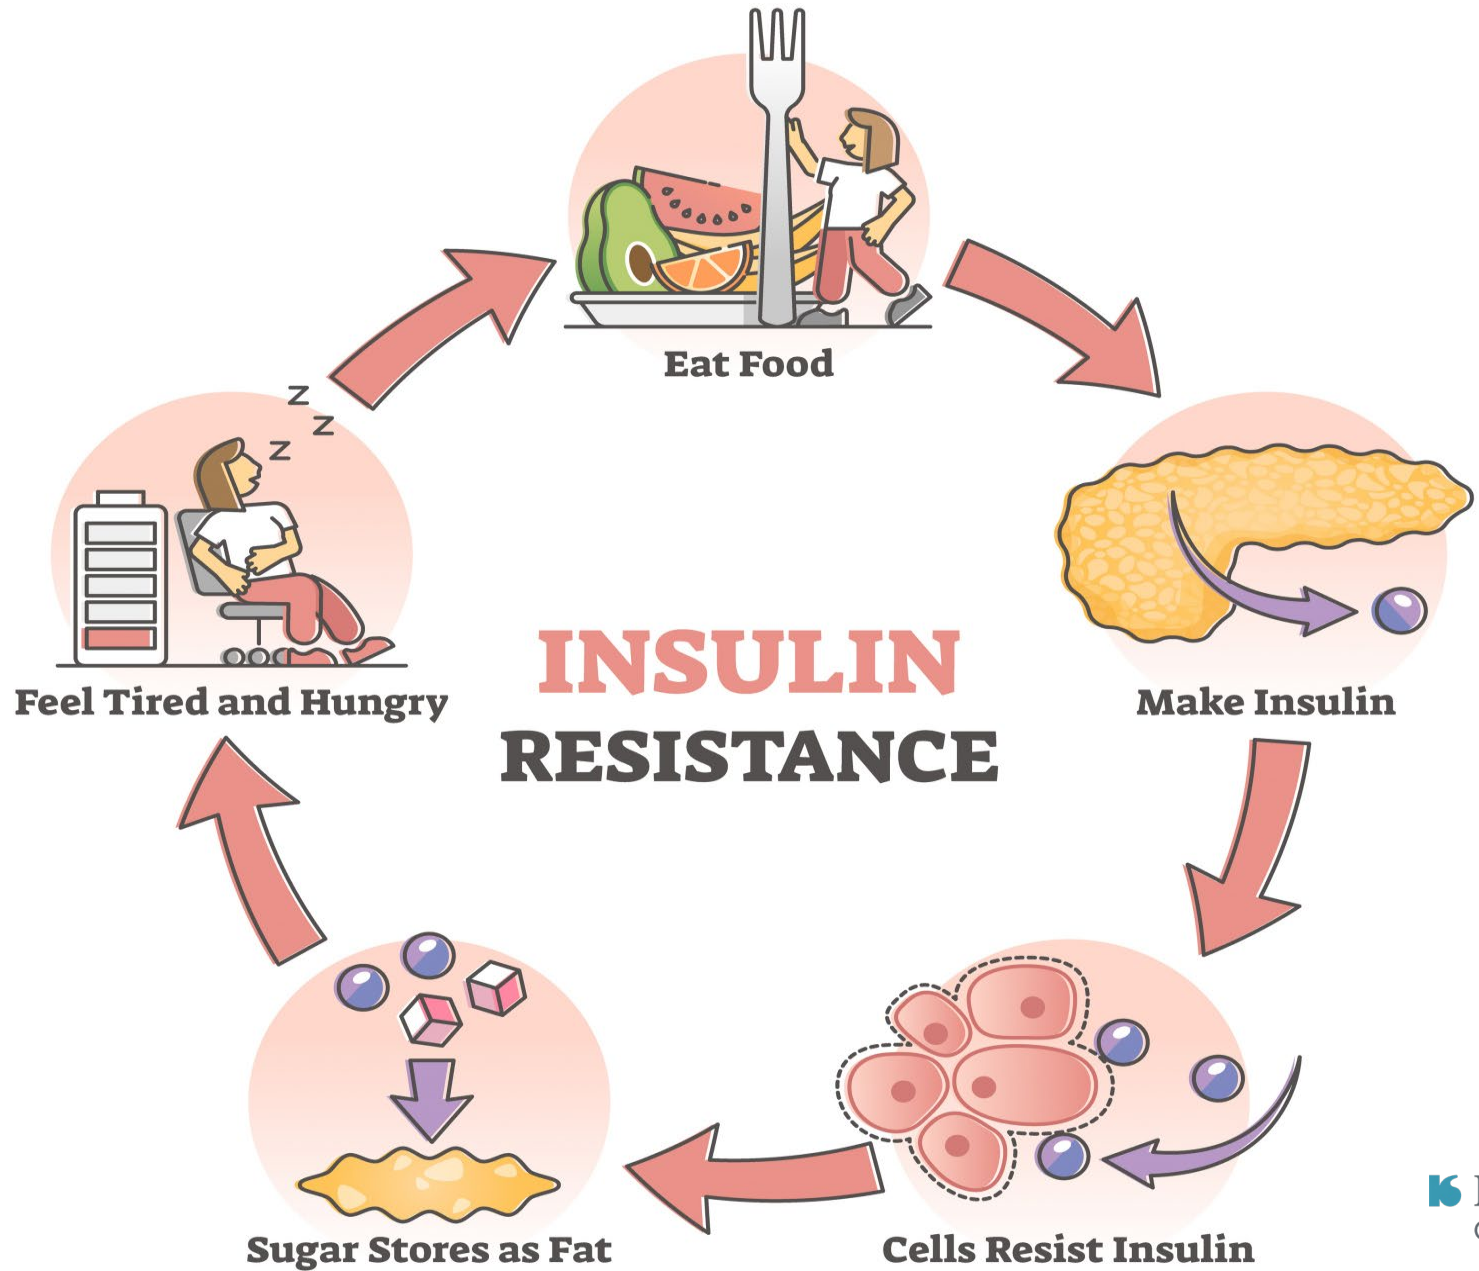 Eat Food
Z
Z
Z
Feel Tired and Hungry
INSULIN
RESISTANCE
Make Insulin
Sugar Stores as Fat
Cells Resist Insulin